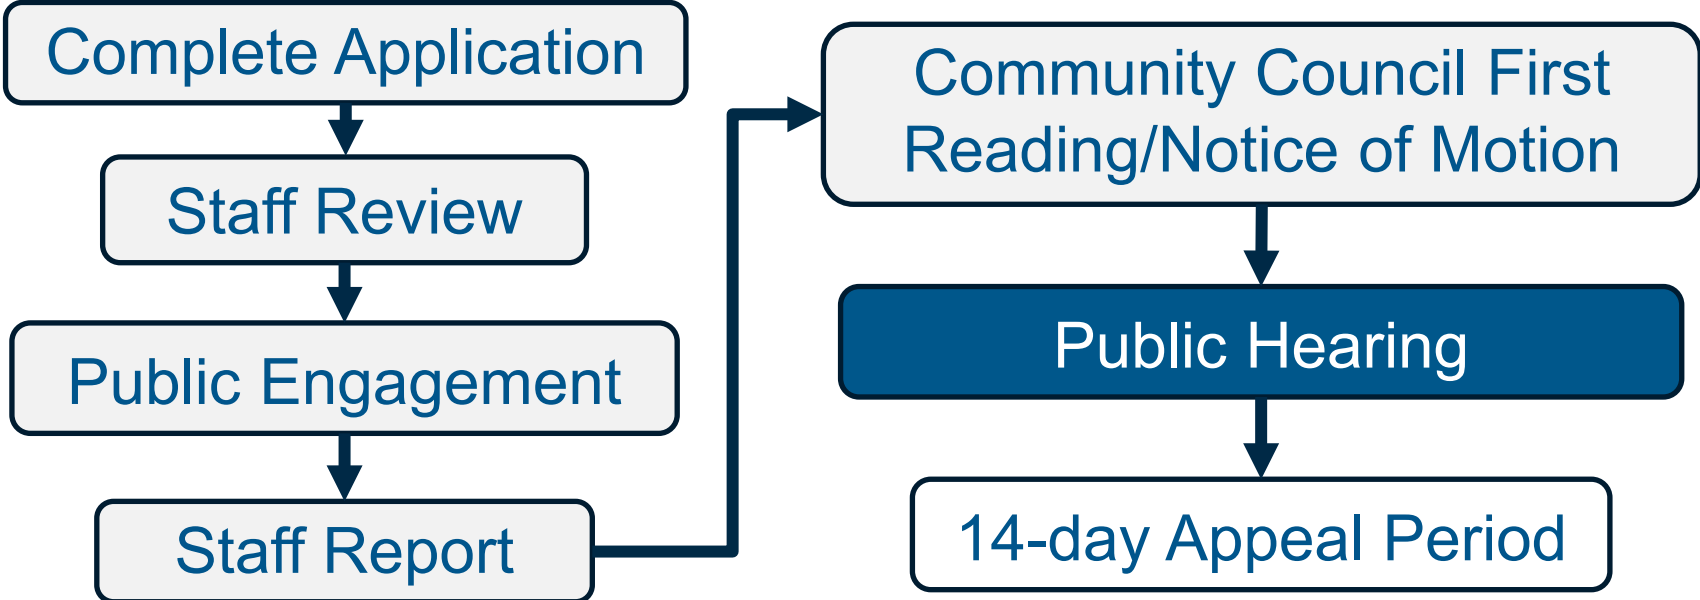 Complete Application
Staff Review
Public Engagement
Staff Report
Community Council First
Reading/Notice of Motion
Public Hearing
14-day Appeal Period